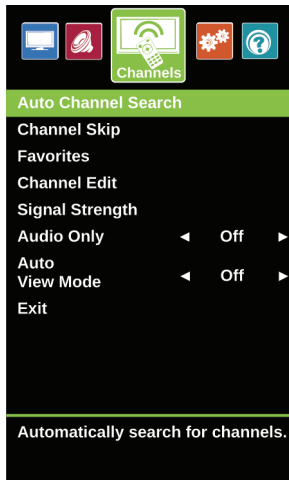 Channels
Auto Channel Search
Channel Skip
Favorites
Channel Edit
Signal Strength
Audio Only ◄ Off ►
Auto
View Mode ◄ Off ►
Exit
Automatically search for channels.